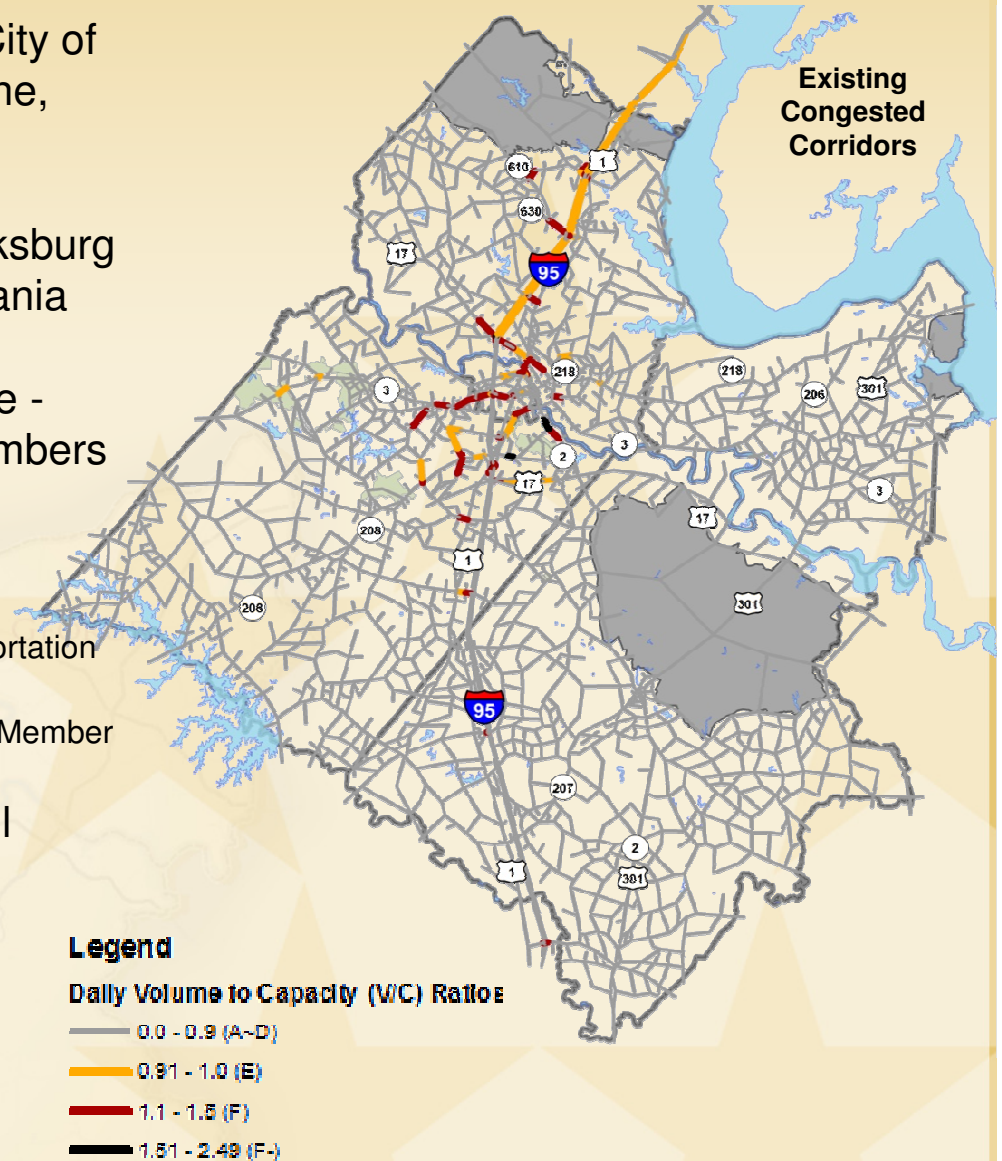 City of
ne,
ksburg
ania
e -
mbers
ortation
Member
l
Existing
Congested
Corridors
610
1
630
17
95
218
3
218
206
301
3
2
17
3
208
17
1
301
208
95
207
2
1
301
Legend
Daily Volume to Capacity (V/C) Ratios
0.0 - 0.9 (A-D)
0.91 - 1.0 (E)
1.1 - 1.5 (F)
1.51 - 2.49 (F-)